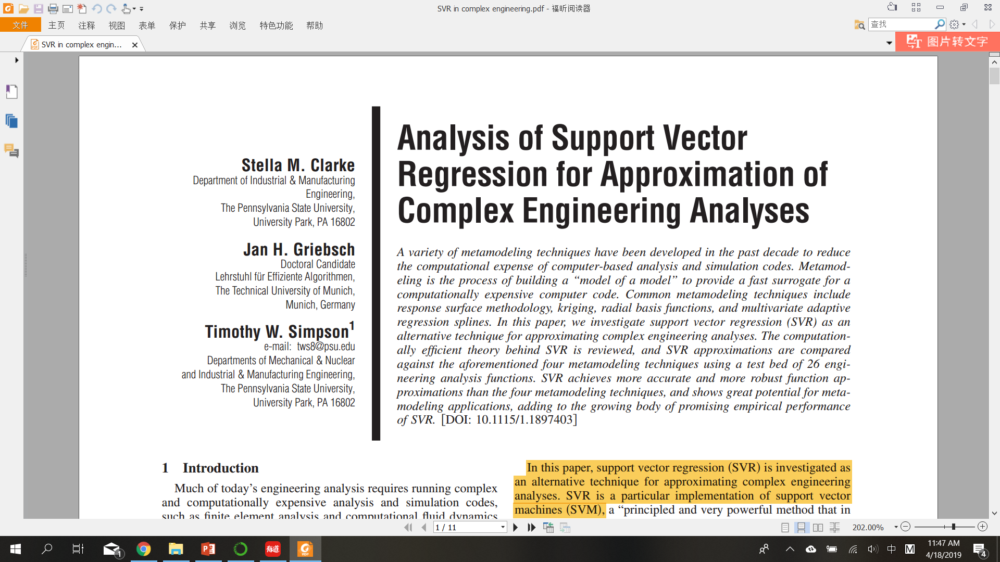 SVR in complex engineering.pdf - 福昕阅读器
文件 主页 注释 视图 表单 保护 共享 浏览 特色功能 帮助
查找
SVR in complex engin...
图片转文字
Analysis of Support Vector
Regression for Approximation of
Complex Engineering Analyses
Stella M. Clarke
Department of Industrial & Manufacturing
Engineering,
The Pennsylvania State University,
University Park, PA 16802
Jan H. Griebsch
Doctoral Candidate
Lehrstuhl für Effiziente Algorithmen,
The Technical University of Munich,
Munich, Germany
Timothy W. Simpson1
e-mail: tws8@psu.edu
Departments of Mechanical & Nuclear
and Industrial & Manufacturing Engineering,
The Pennsylvania State University,
University Park, PA 16802
A variety of metamodeling techniques have been developed in the past decade to reduce
the computational expense of computer-based analysis and simulation codes. Metamod-
eling is the process of building a “model of a model” to provide a fast surrogate for a
computationally expensive computer code. Common metamodeling techniques include
response surface methodology, kriging, radial basis functions, and multivariate adaptive
regression splines. In this paper, we investigate support vector regression (SVR) as an
alternative technique for approximating complex engineering analyses. The computation-
ally efficient theory behind SVR is reviewed, and SVR approximations are compared
against the aforementioned four metamodeling techniques using a test bed of 26 engi-
neering analysis functions. SVR achieves more accurate and more robust function ap-
proximations than the four metamodeling techniques, and shows great potential for meta-
modeling applications, adding to the growing body of promising empirical performance
of SVR. [DOI: 10.1115/1.1897403]
1 Introduction
Much of today’s engineering analysis requires running complex
and computationally expensive analysis and simulation codes,
such as finite element analysis and computational fluid dynamics
In this paper, support vector regression (SVR) is investigated as
an alternative technique for approximating complex engineering
analyses. SVR is a particular implementation of support vector
machines (SVM), a “principled and very powerful method that in
1 / 11
202.00%
1
有道
PDF
中
M
11:47 AM
4/18/2019
4